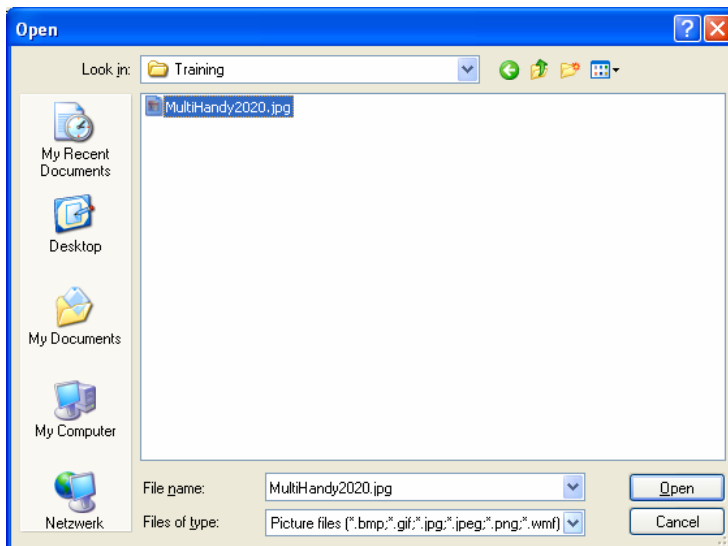 Open
Look in: Training
MultiHandy2020.jpg
My Recent
Documents
Desktop
My Documents
My Computer
Netzwerk
File name: MultiHandy2020.jpg Open
Files of type: Picture files (*.bmp;*.gif;*.jpg;*.jpeg;*.png;*.wmf) Cancel